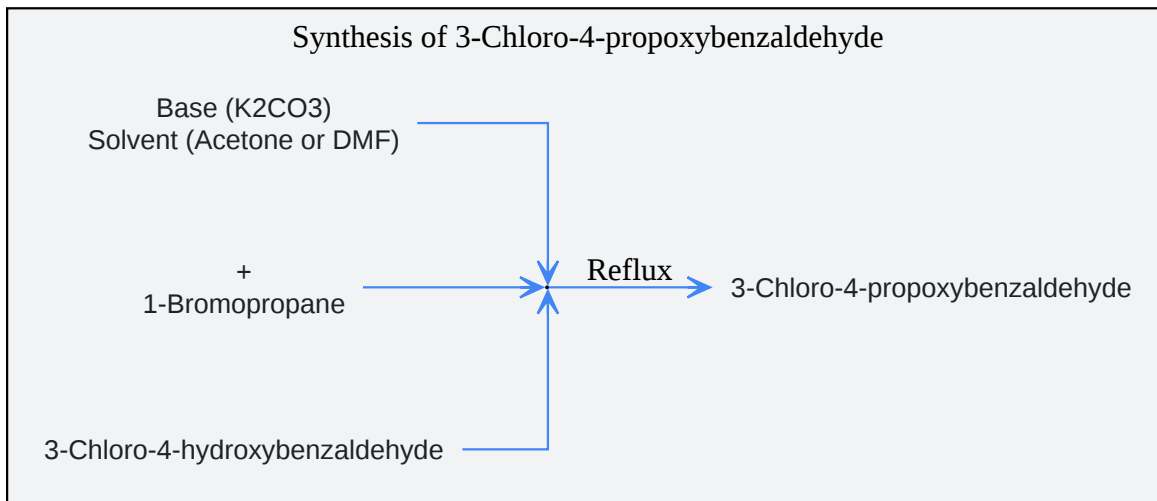 Synthesis of 3-Chloro-4-propoxybenzaldehyde
Base (K2CO3)
Solvent (Acetone or DMF)
+
1-Bromopropane
Reflux
3-Chloro-4-propoxybenzaldehyde
3-Chloro-4-hydroxybenzaldehyde